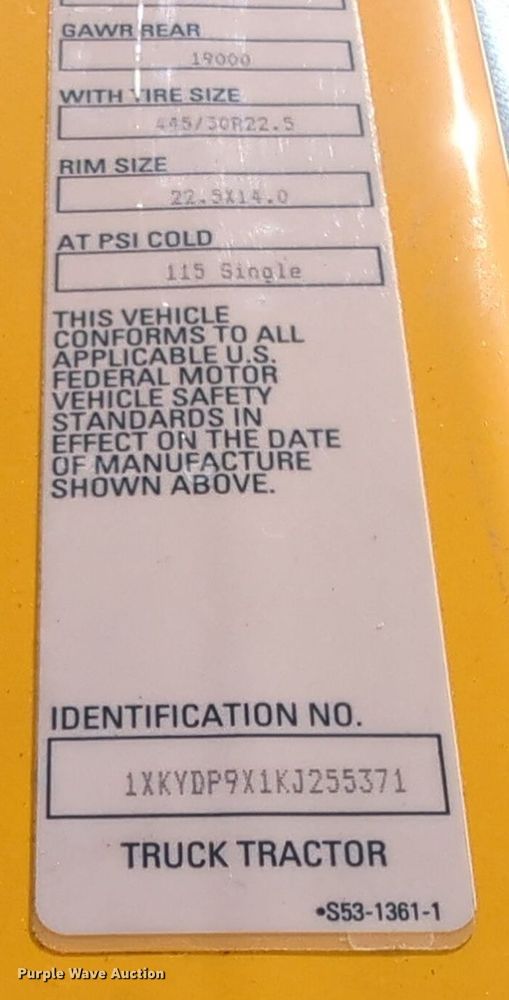 GAWR REAR
19000
WITH TIRE SIZE
445/50R22.5
RIM SIZE
22.5X14.0
AT PSI COLD
115 Single
THIS VEHICLE
CONFORMS TO ALL
APPLICABLE U.S.
FEDERAL MOTOR
VEHICLE SAFETY
STANDARDS IN
EFFECT ON THE DATE
OF MANUFACTURE
SHOWN ABOVE.
IDENTIFICATION NO.
1XKYDP9X1KJ255371
TRUCK TRACTOR
•S53-1361-1
Purple Wave Auction